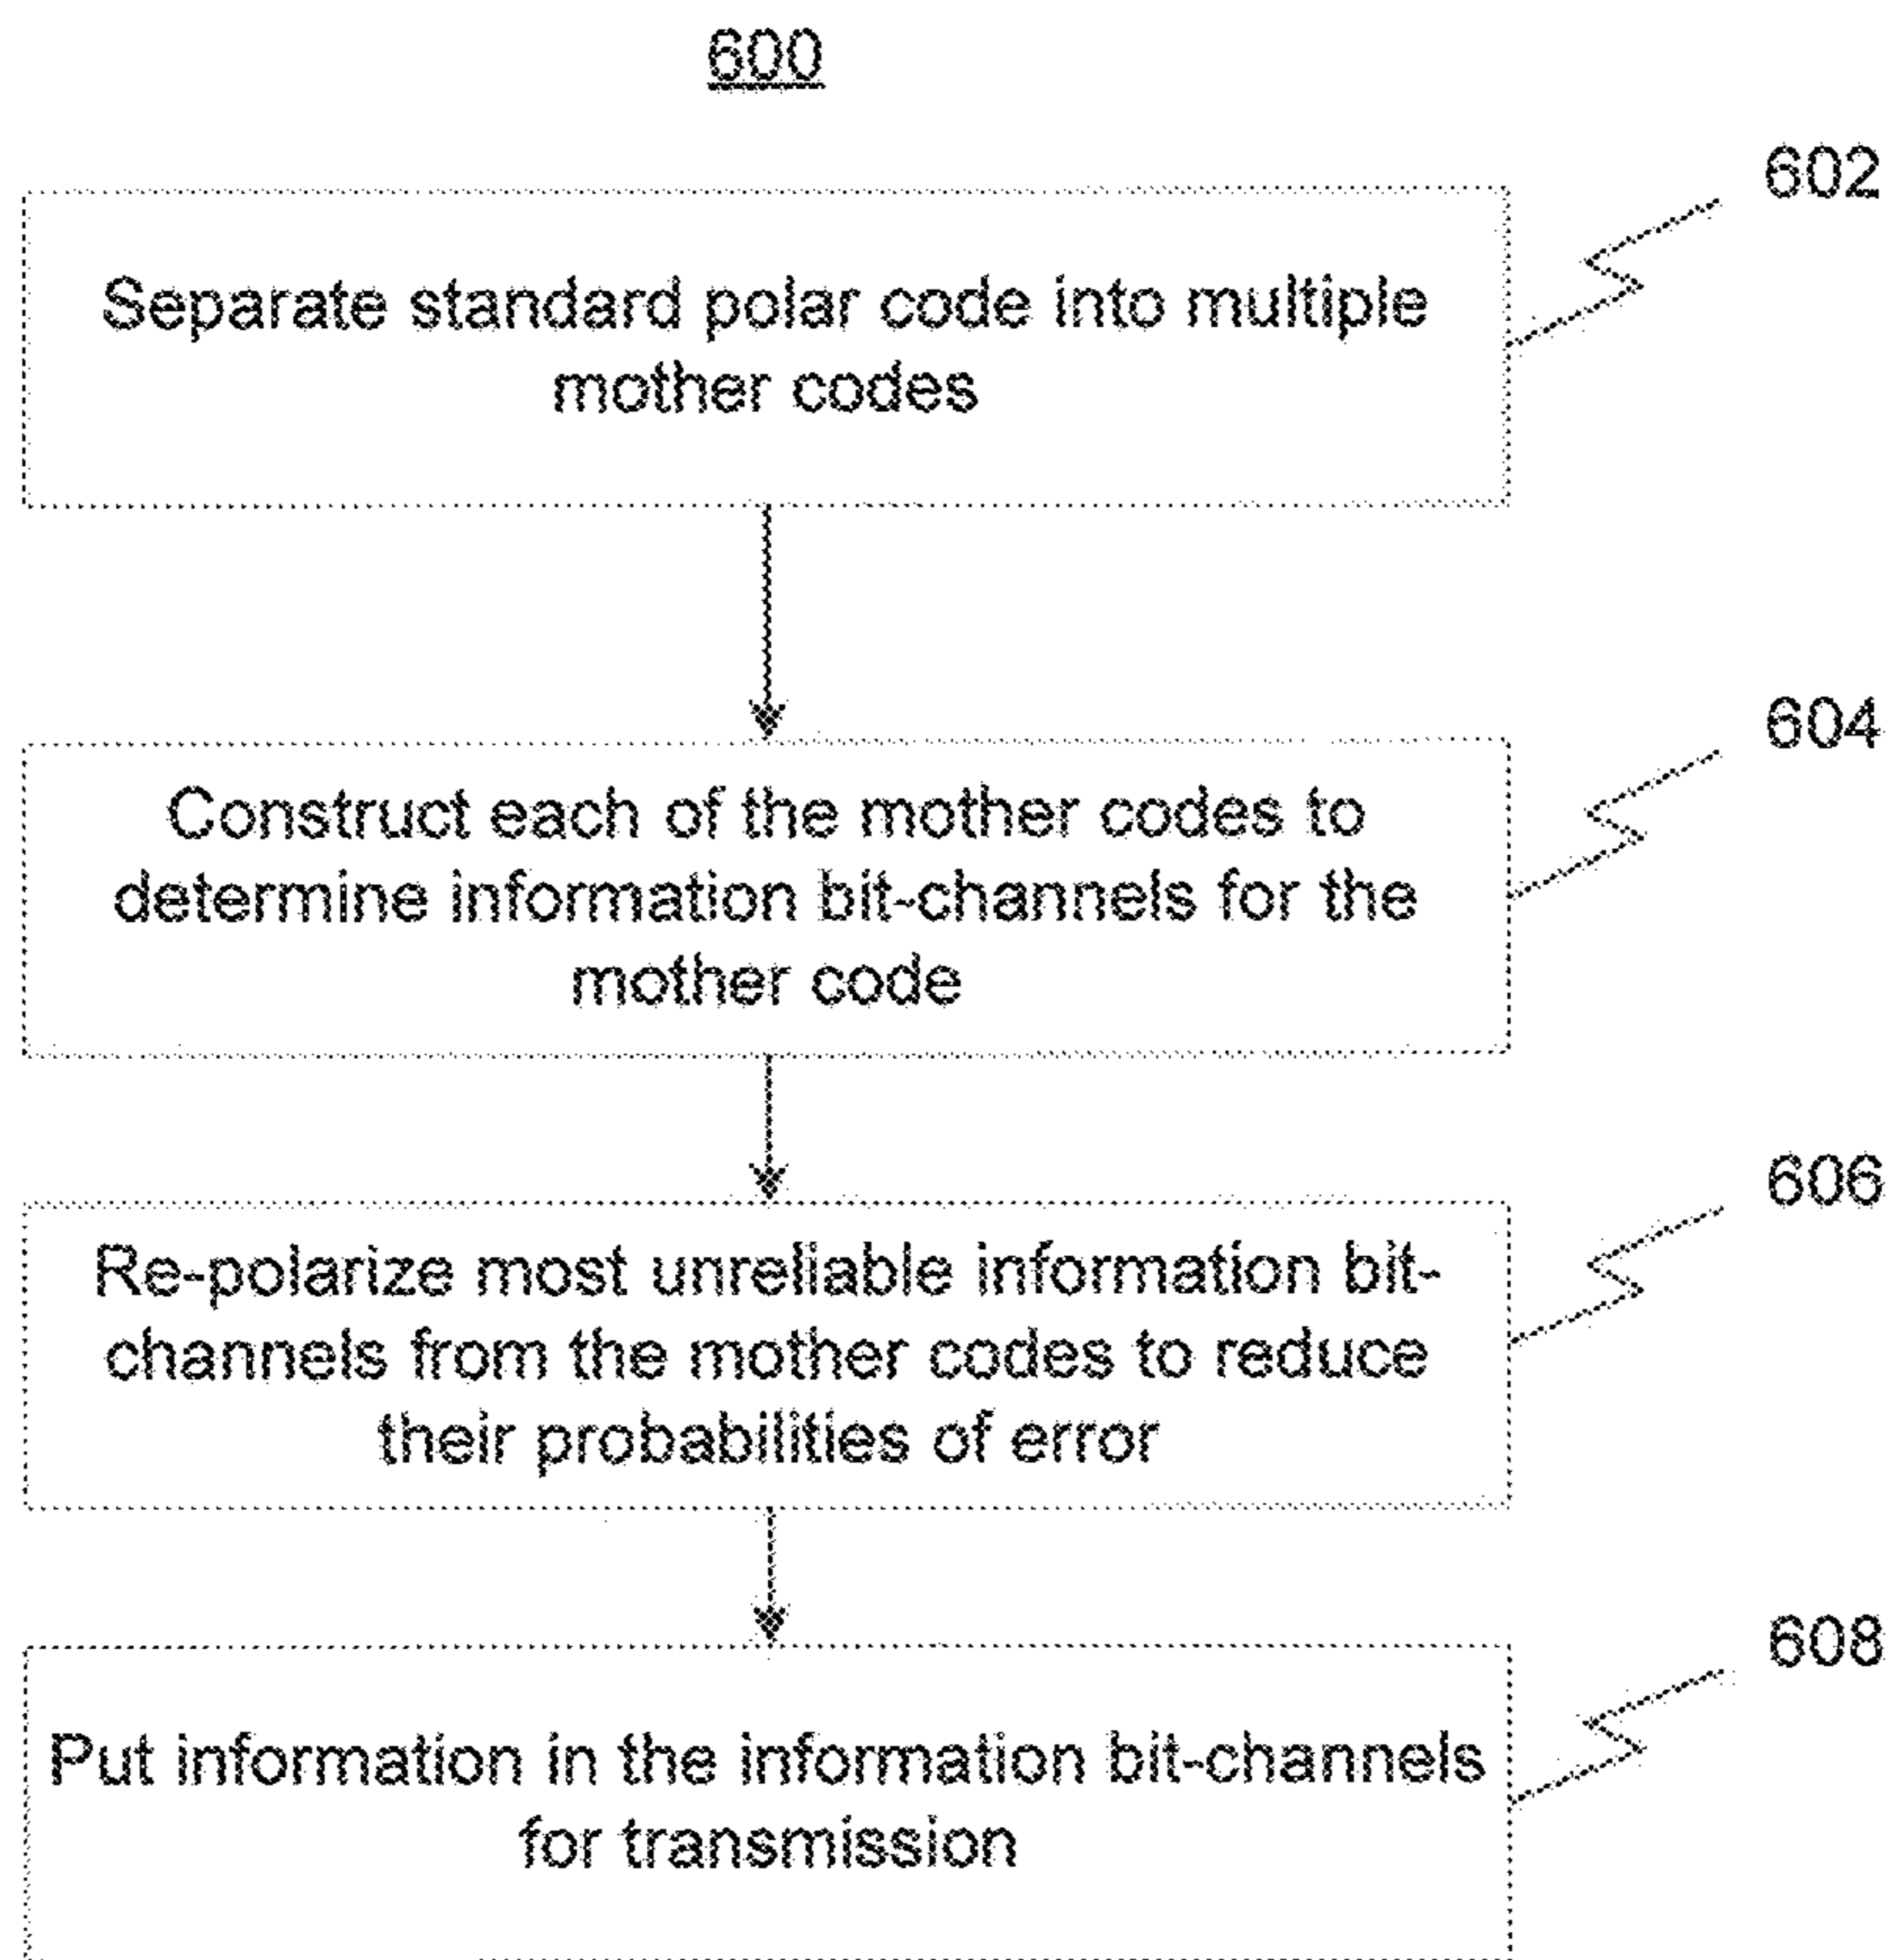 600
602
Separate standard polar code into multiple
mother codes
604
Construct each of the mother codes to
determine information bit-channels for the
mother code
606
Re-polarize most unreliable information bit-
channels from the mother codes to reduce
their probabilities of error
608
Put information in the information bit-channels
for transmission